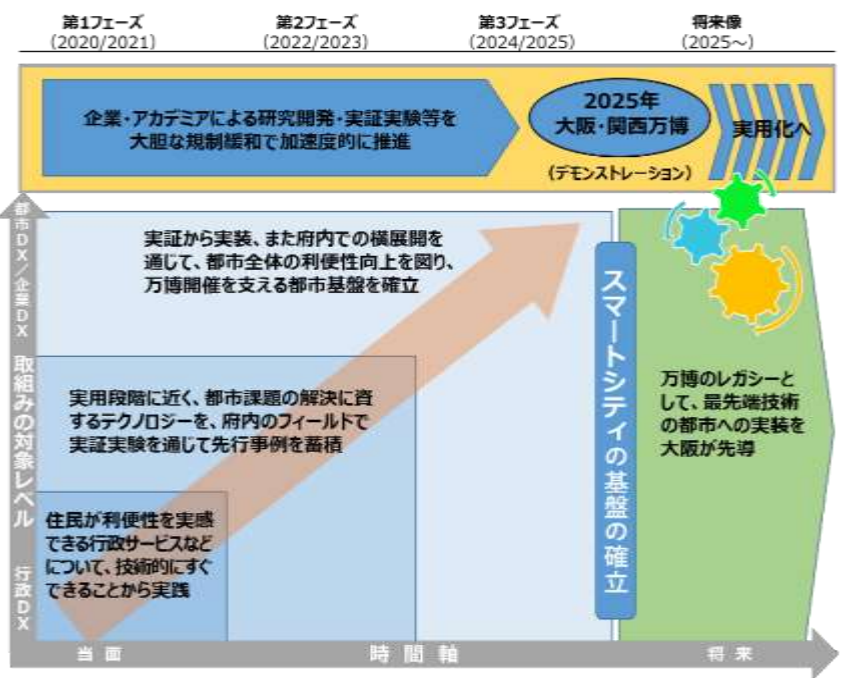 第1フェーズ
(2020/2021)
第2フェーズ
(2022/2023)
第3フェーズ
(2024/2025)
将来像
(2025～)
企業・アカデミアによる研究開発・実証実験等を
大胆な規制緩和で加速度的に推進
2025年
大阪・関西万博
(デモンストレーション)
実用化へ
都市DX／企業DX
取組みの対象レベル
行政DX
実証から実装、また府内での横展開を
通じて、都市全体の利便性向上を図り、
万博開催を支える都市基盤を確立
実用段階に近く、都市課題の解決に資
するテクノロジーを、府内のフィールドで
実証実験を通じて先行事例を蓄積
住民が利便性を実感
できる行政サービスなど
について、技術的にすぐ
できることから実践
スマートシティの基盤の確立
万博のレガシーと
して、最先端技術
の都市への実装を
大阪が先導
当面
時間軸
将来